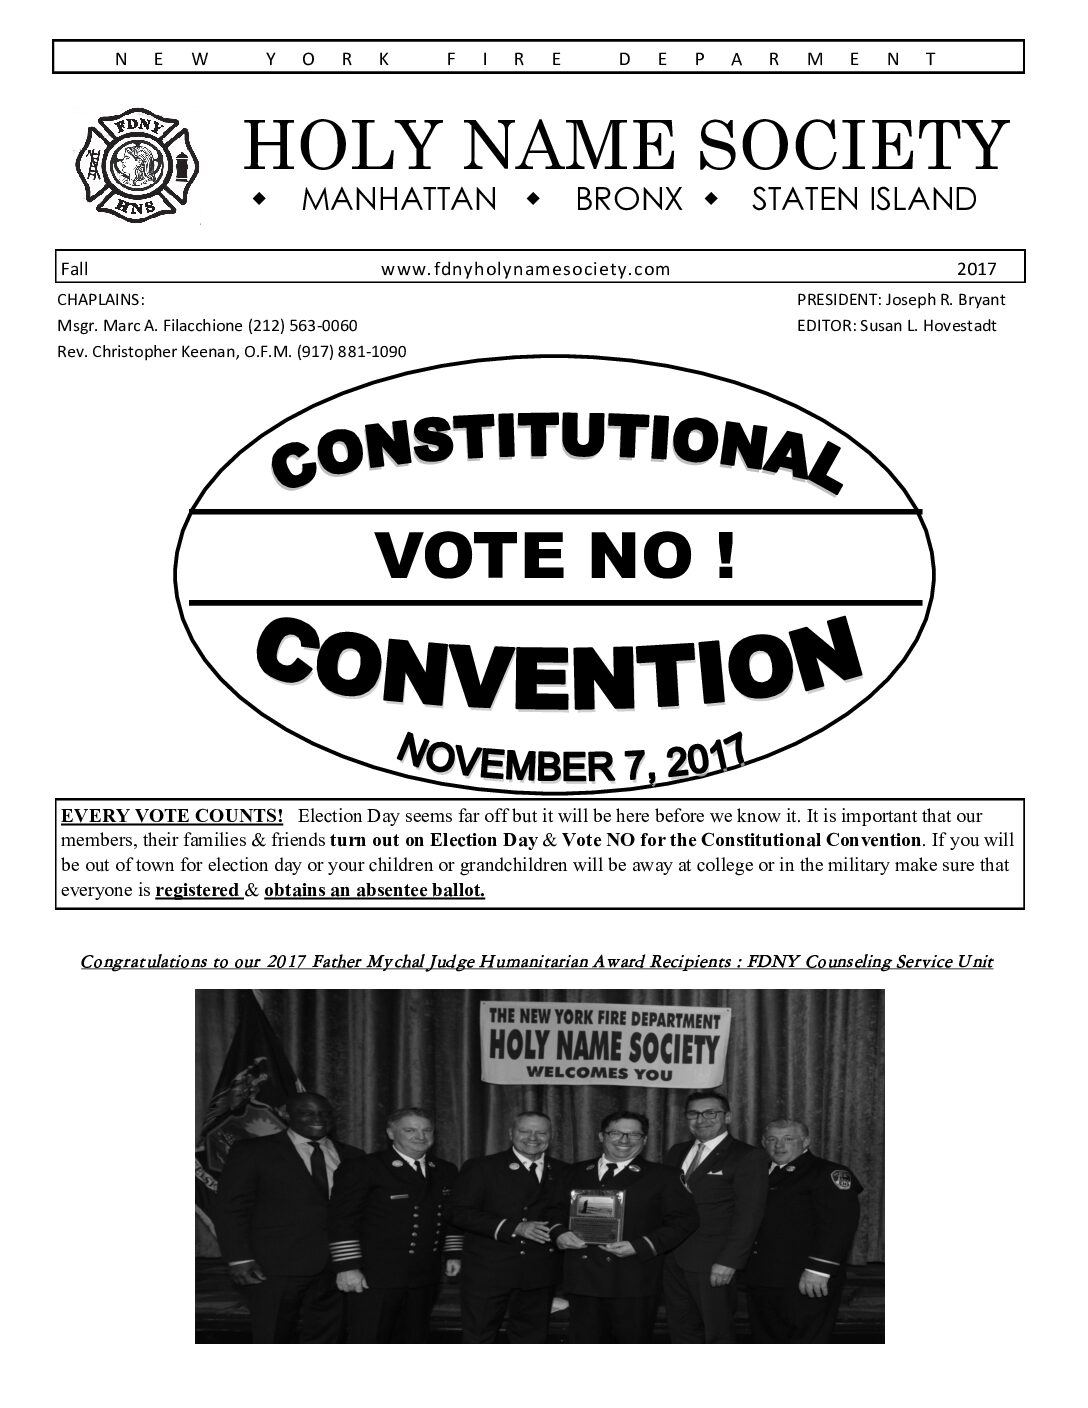 NEW YORK FIRE DEPARMENT
FDNY
HNS
HOLY NAME SOCIETY
◆ MANHATTAN ◆ BRONX ◆ STATEN ISLAND
Fall www.fdnyholynamesociety.com 2017
CHAPLAINS: PRESIDENT: Joseph R. Bryant
Msgr. Marc A. Filacchione (212) 563-0060 EDITOR: Susan L. Hovestadt
Rev. Christopher Keenan, O.F.M. (917) 881-1090
CONSTITUTIONAL
VOTE NO !
CONVENTION
NOVEMBER 7, 2017
EVERY VOTE COUNTS! Election Day seems far off but it will be here before we know it. It is important that our
members, their families & friends turn out on Election Day & Vote NO for the Constitutional Convention. If you will
be out of town for election day or your children or grandchildren will be away at college or in the military make sure that
everyone is registered & obtains an absentee ballot.
Congratulations to our 2017 Father Mychal Judge Humanitarian Award Recipients : FDNY Counseling Service Unit
THE NEW YORK FIRE DEPARTMENT
HOLY NAME SOCIETY
WELCOMES YOU